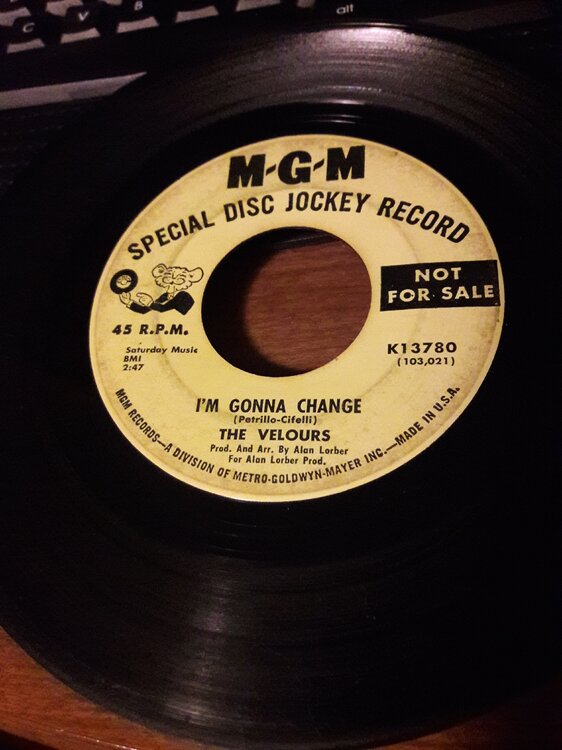 alt
C V B
M-G-M
SPECIAL DISC JOCKEY RECORD
NOT
FOR SALE
45 R.P.M.
Saturday Music
BMI
2:47
K13780
(103,021)
I'M GONNA CHANGE
(Petrillo-Cifelli)
THE VELOURS
Prod. And Arr. By Alan Lorber
For Alan Lorber Prod.
MGM RECORDS—A DIVISION OF METRO-GOLDWYN-MAYER INC.—MADE IN U.S.A.